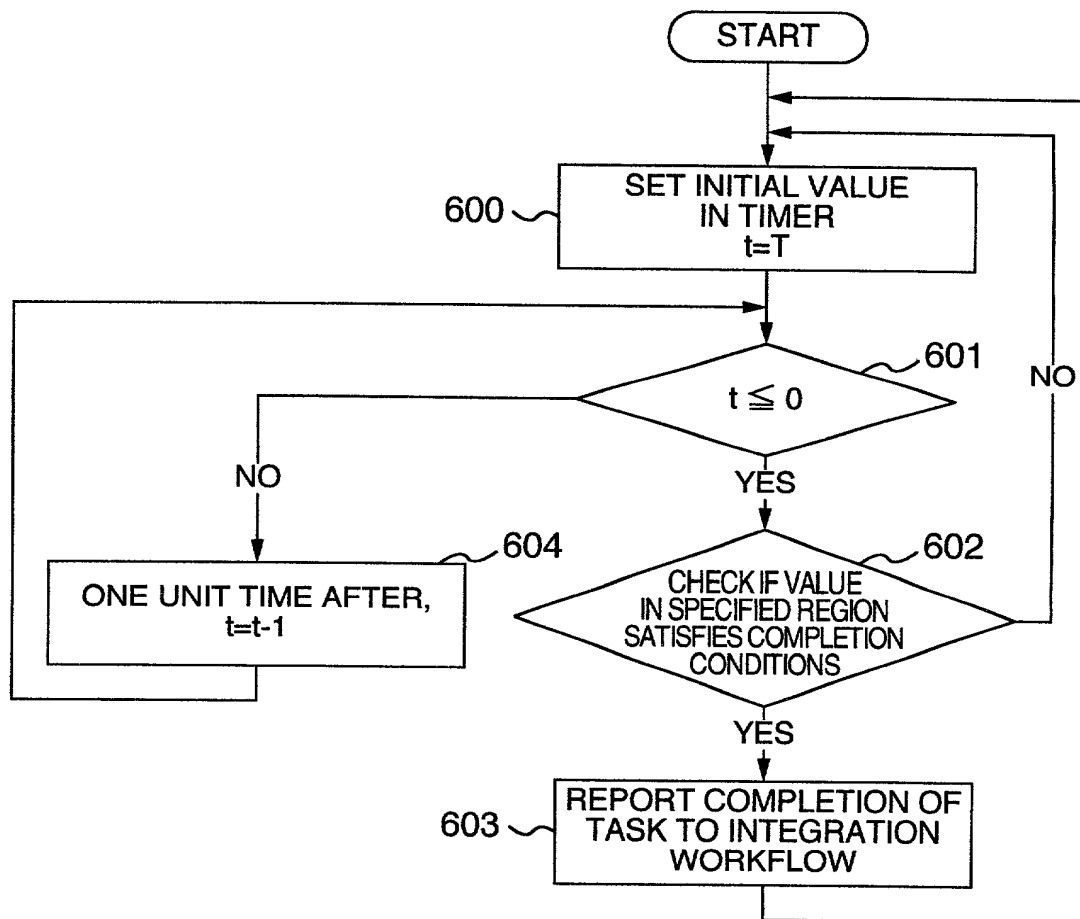 START
SET INITIAL VALUE
IN TIMER
t=T
600
601
t ≦ 0
NO
NO
YES
604
ONE UNIT TIME AFTER,
t=t-1
602
CHECK IF VALUE
IN SPECIFIED REGION
SATISFIES COMPLETION
CONDITIONS
YES
REPORT COMPLETION OF
TASK TO INTEGRATION
WORKFLOW
603